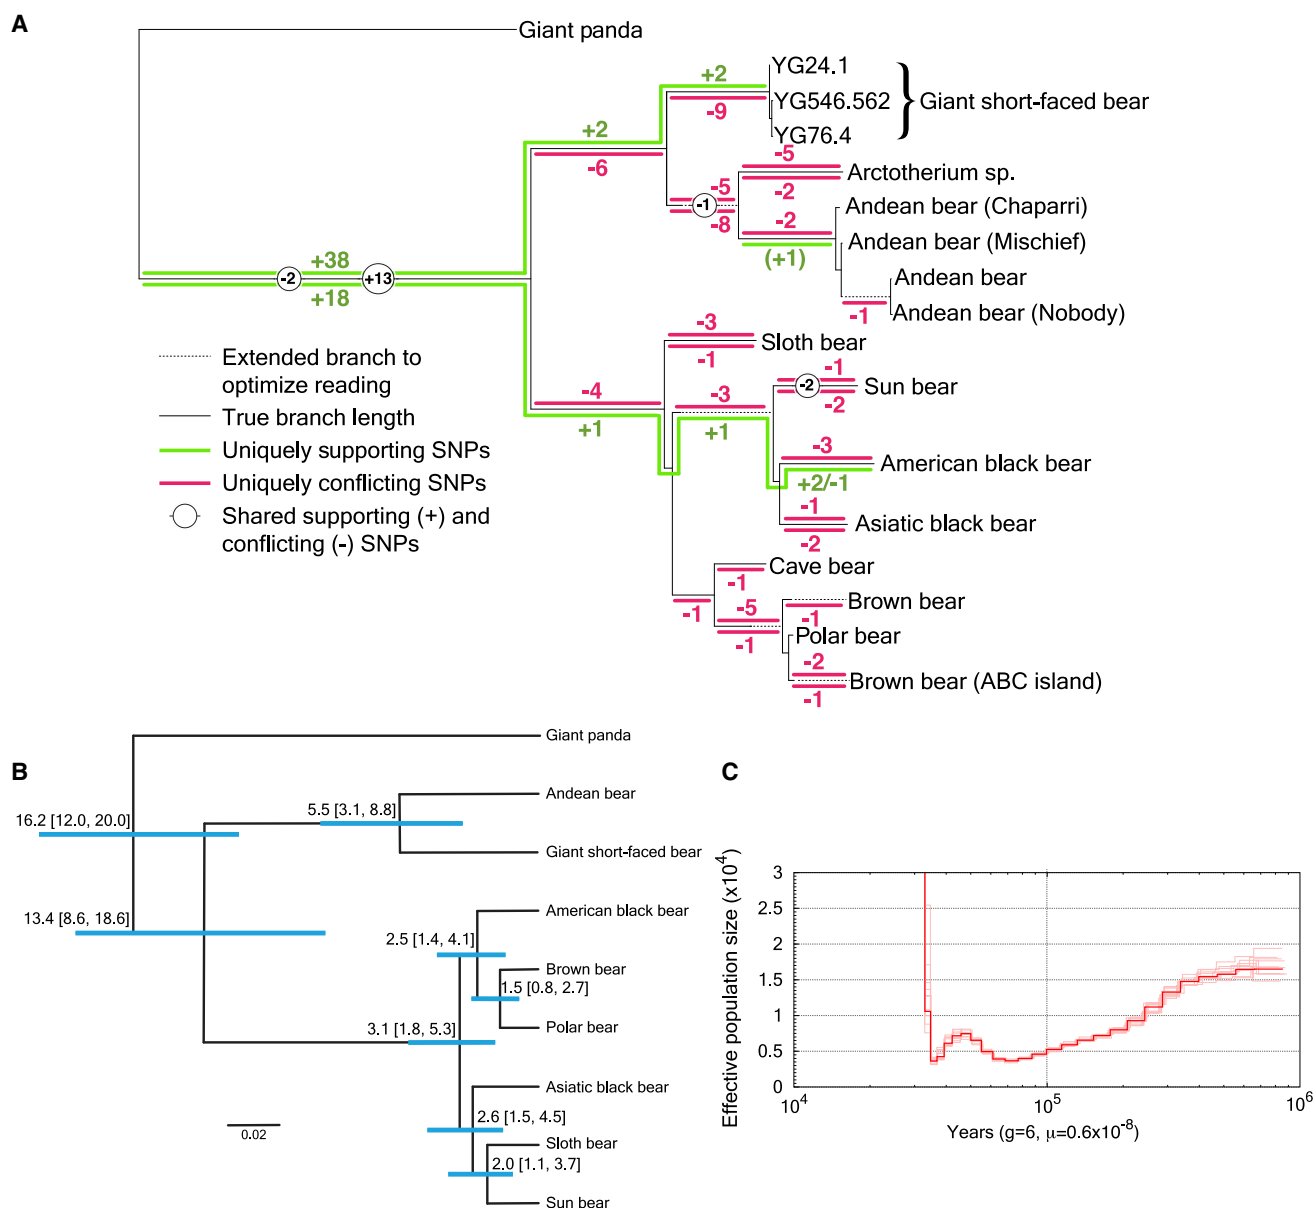 A
Giant panda
YG24.1
YG546.562
YG76.4
Giant short-faced bear
+2
-9
+2
-6
-5
-2
Arctotherium sp.
-5
-1
-8
-2
(+1)
Andean bear (Chaparri)
Andean bear (Mischief)
Andean bear
-1
Andean bear (Nobody)
+38
-2
+13
+18
-3
-1
Sloth bear
-4
+1
-3
+1
-1
-2
-2
Sun bear
-3
+2/-1
American black bear
-1
-2
Asiatic black bear
-1
Cave bear
-1
-5
-1
-1
Brown bear
Polar bear
-2
-1
Brown bear (ABC island)
Extended branch to
optimize reading
True branch length
Uniquely supporting SNPs
Uniquely conflicting SNPs
Shared supporting (+) and
conflicting (-) SNPs
B
Giant panda
Andean bear
5.5 [3.1, 8.8]
16.2 [12.0, 20.0]
Giant short-faced bear
American black bear
13.4 [8.6, 18.6]
2.5 [1.4, 4.1]
Brown bear
1.5 [0.8, 2.7]
Polar bear
3.1 [1.8, 5.3]
Asiatic black bear
2.6 [1.5, 4.5]
0.02
Sloth bear
2.0 [1.1, 3.7]
Sun bear
C
Effective population size (x10⁴)
3
2.5
2
1.5
1
0.5
0
10⁴
10⁵
10⁶
Years (g=6, μ=0.6x10⁻⁸)